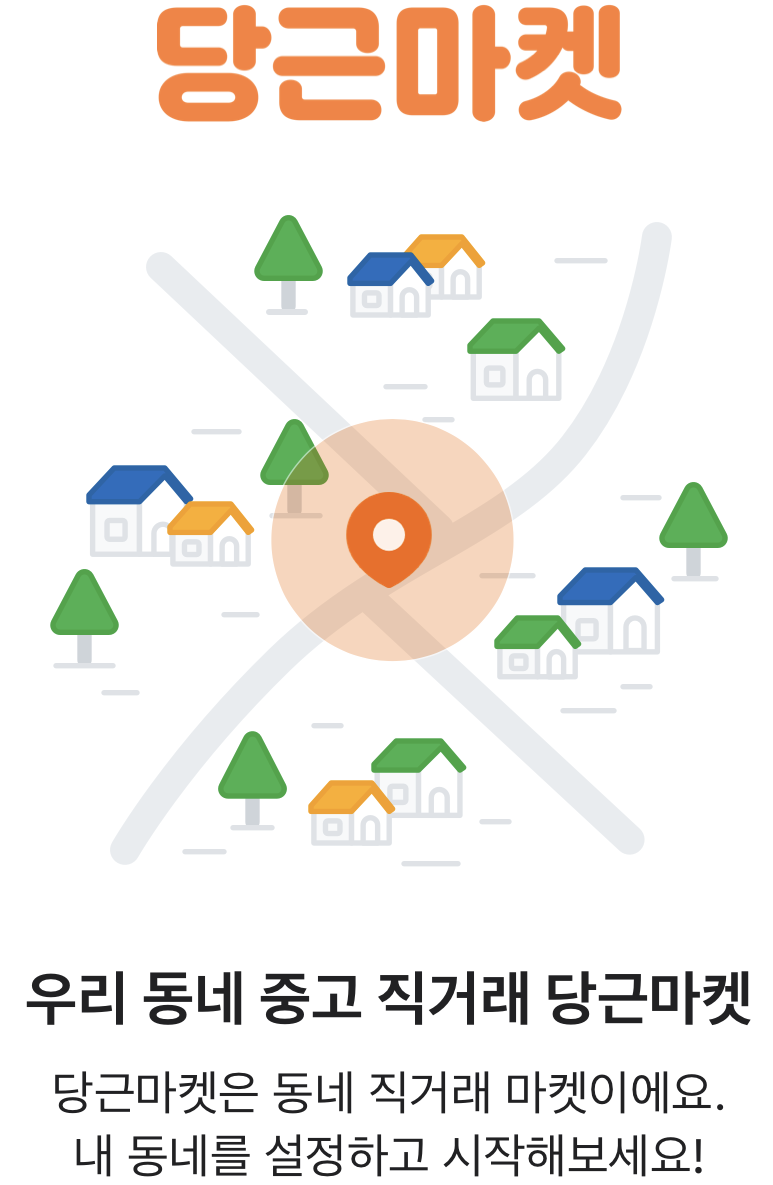 당근마켓
우리 동네 중고 직거래 당근마켓
당근마켓은 동네 직거래 마켓이에요.
내 동네를 설정하고 시작해보세요!